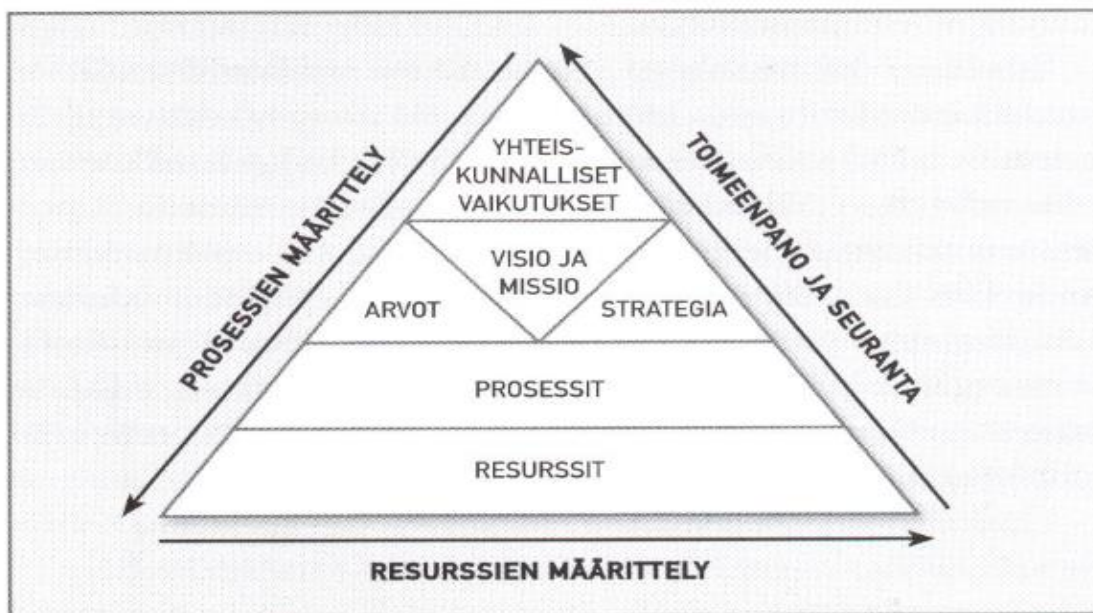 PROSESSIEN MÄÄRITTELY
TOIMEENPANO JA SEURANTA
YHTEIS-
KUNNALLISET
VAIKUTUKSET
VISIO JA
MISSIO
ARVOT
STRATEGIA
PROSESSIT
RESURSSIT
RESURSSIEN MÄÄRITTELY